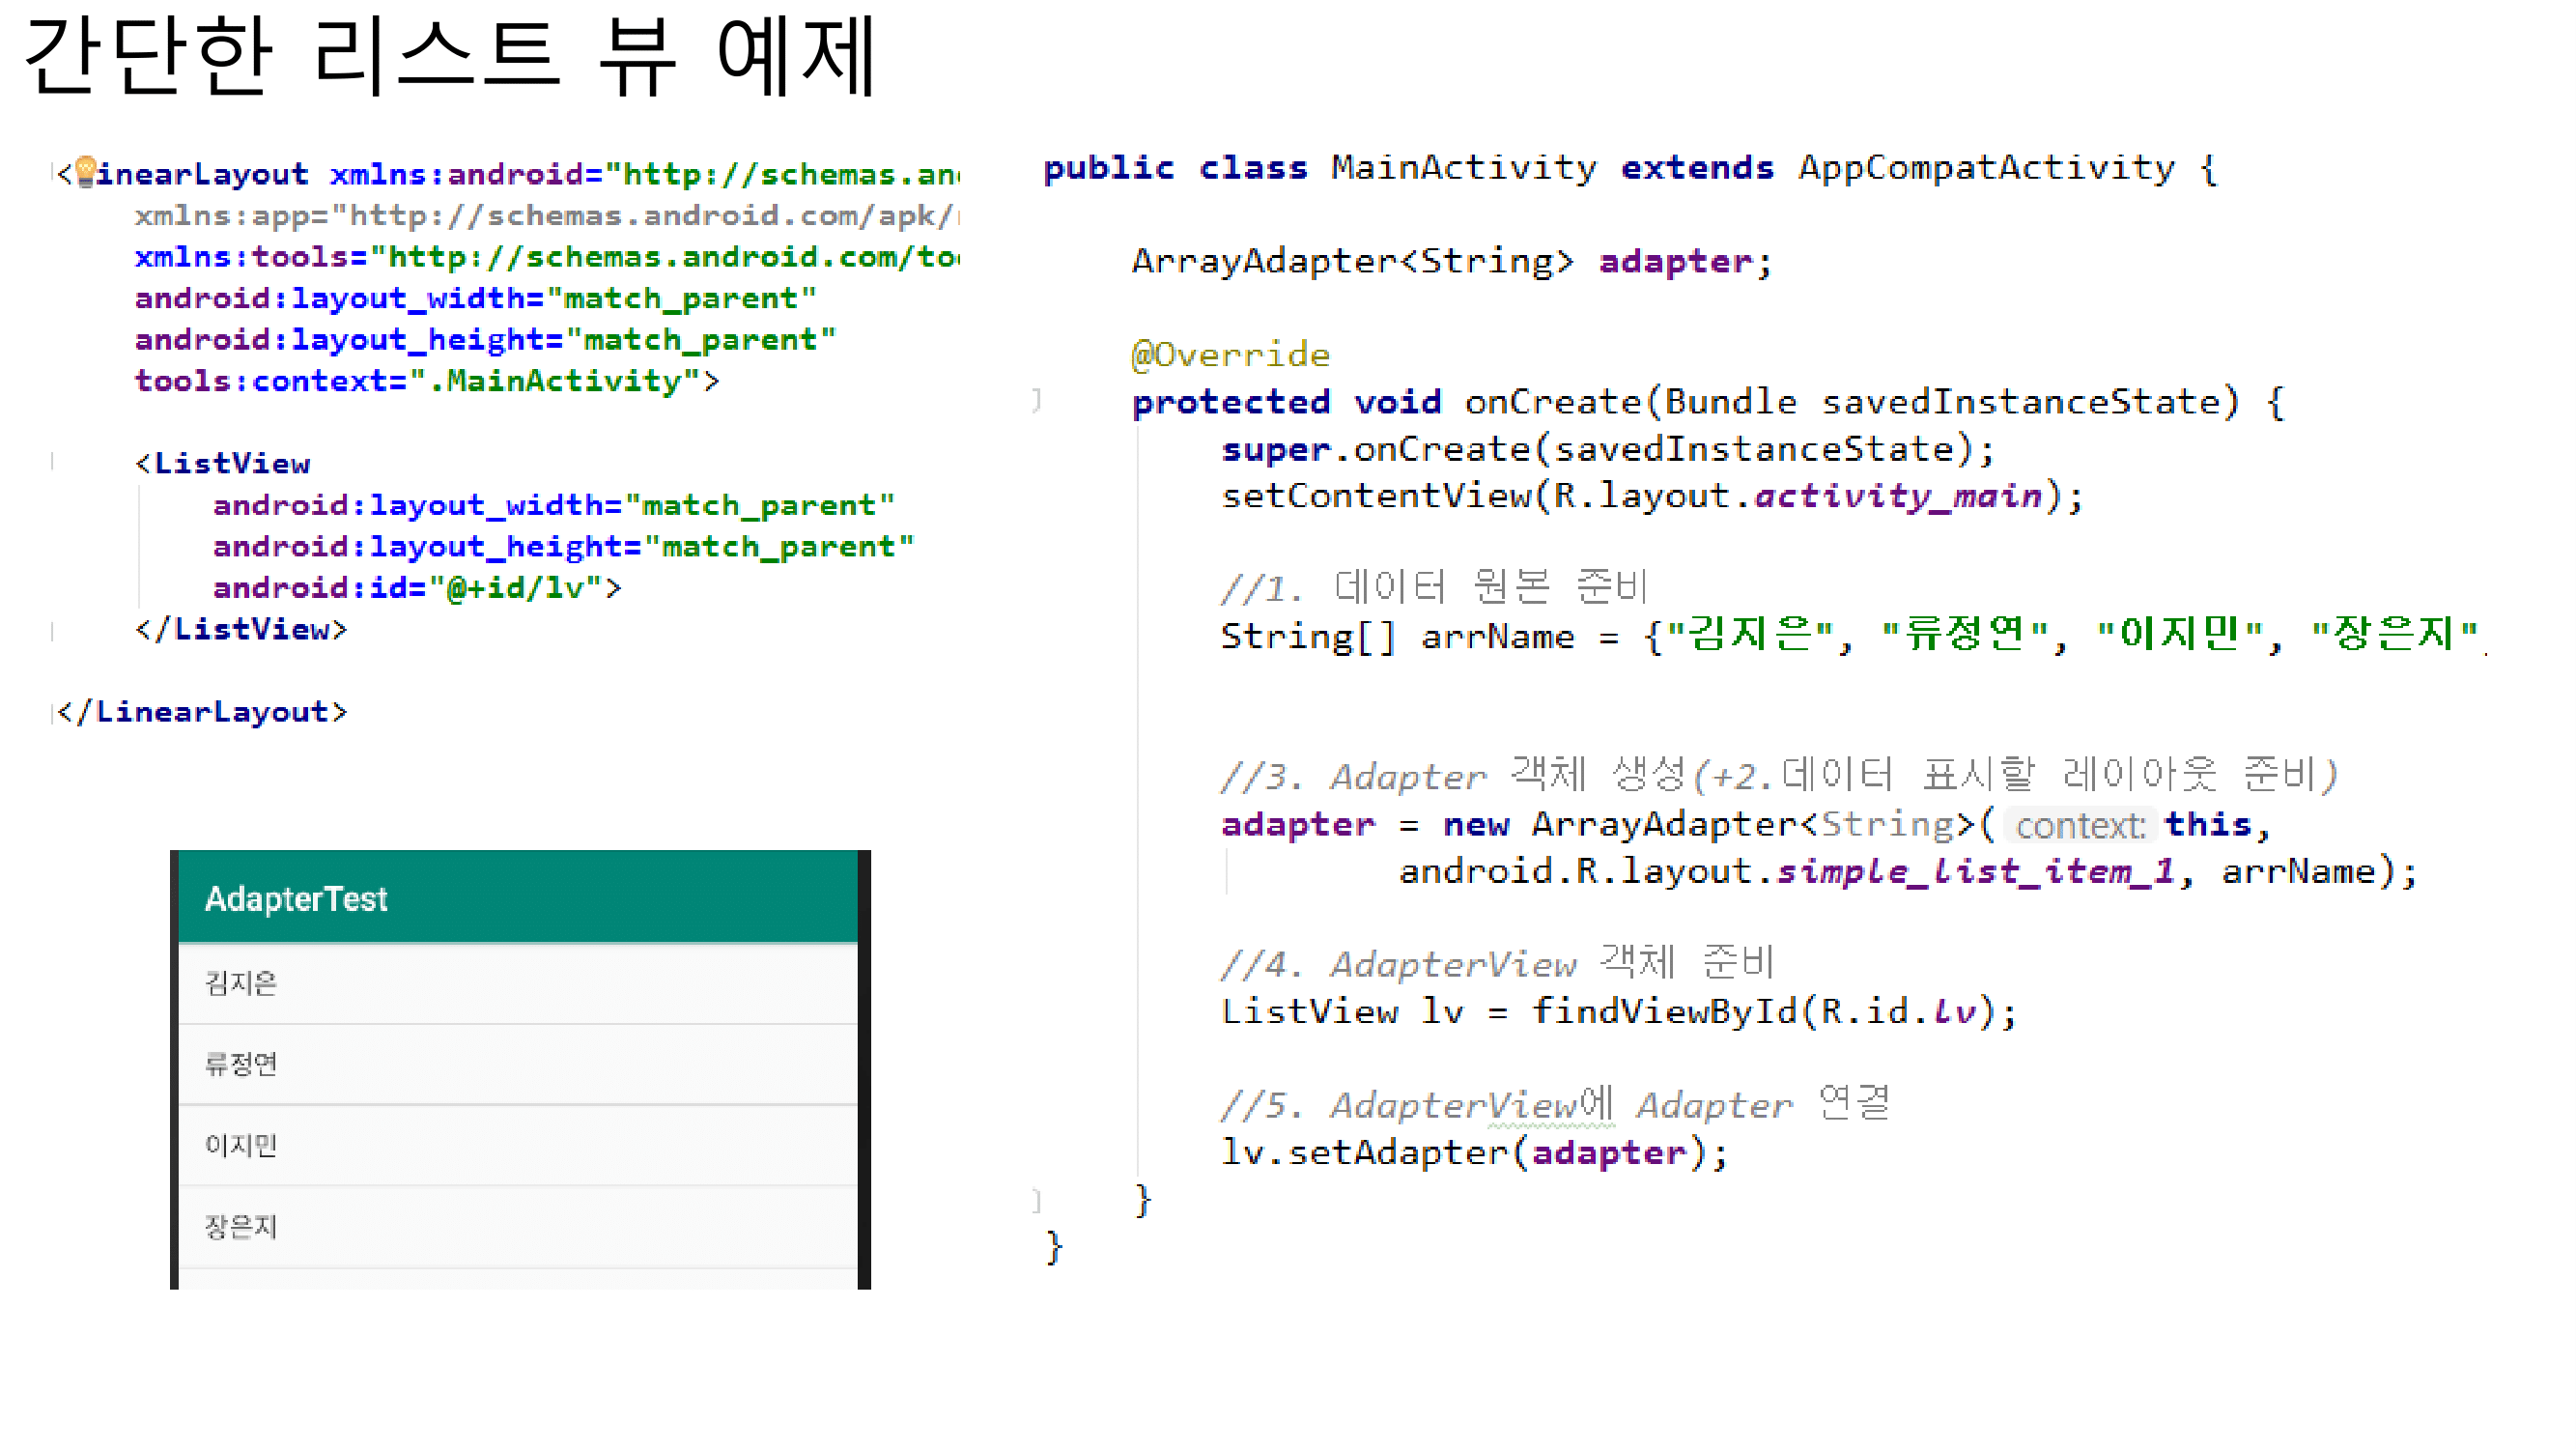 간단한 리스트 뷰 예제
<LinearLayout xmlns:android="http://schemas.an
xmlns:app="http://schemas.android.com/apk/
xmlns:tools="http://schemas.android.com/to
android:layout_width="match_parent"
android:layout_height="match_parent"
tools:context=".MainActivity">
<ListView
android:layout_width="match_parent"
android:layout_height="match_parent"
android:id="@+id/lv">
</ListView>
</LinearLayout>
AdapterTest
김지은
류정연
이지민
장은지
public class MainActivity extends AppCompatActivity {
ArrayAdapter<String> adapter;
@Override
protected void onCreate(Bundle savedInstanceState) {
super.onCreate(savedInstanceState);
setContentView(R.layout.activity_main);
//1. 데이터 원본 준비
String[] arrName = {"김지은", "류정연", "이지민", "장은지",
//3. Adapter 객체 생성(+2.데이터 표시할 레이아웃 준비)
adapter = new ArrayAdapter<String>( context: this,
android.R.layout.simple_list_item_1, arrName);
//4. AdapterView 객체 준비
ListView lv = findViewById(R.id.lv);
//5. AdapterView에 Adapter 연결
lv.setAdapter(adapter);
}
}